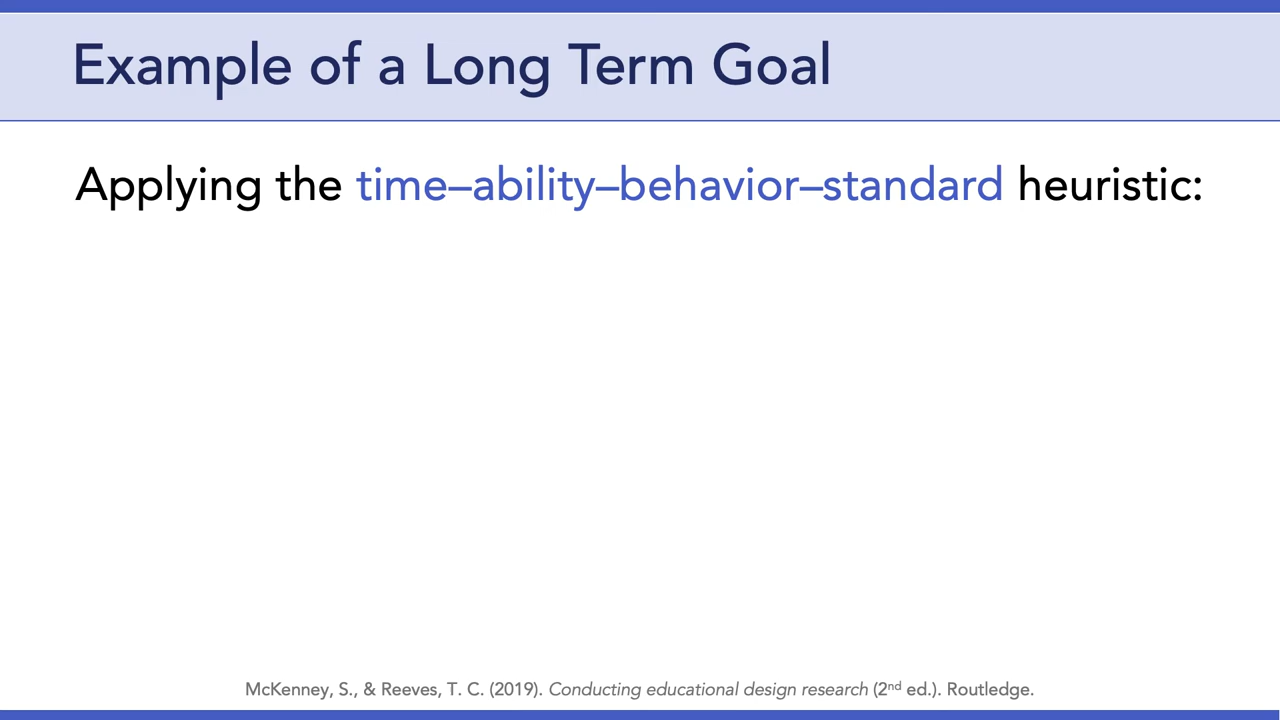 Example of a Long Term Goal
Applying the time–ability–behavior–standard heuristic:
McKenney, S., & Reeves, T. C. (2019). Conducting educational design research (2nd ed.). Routledge.